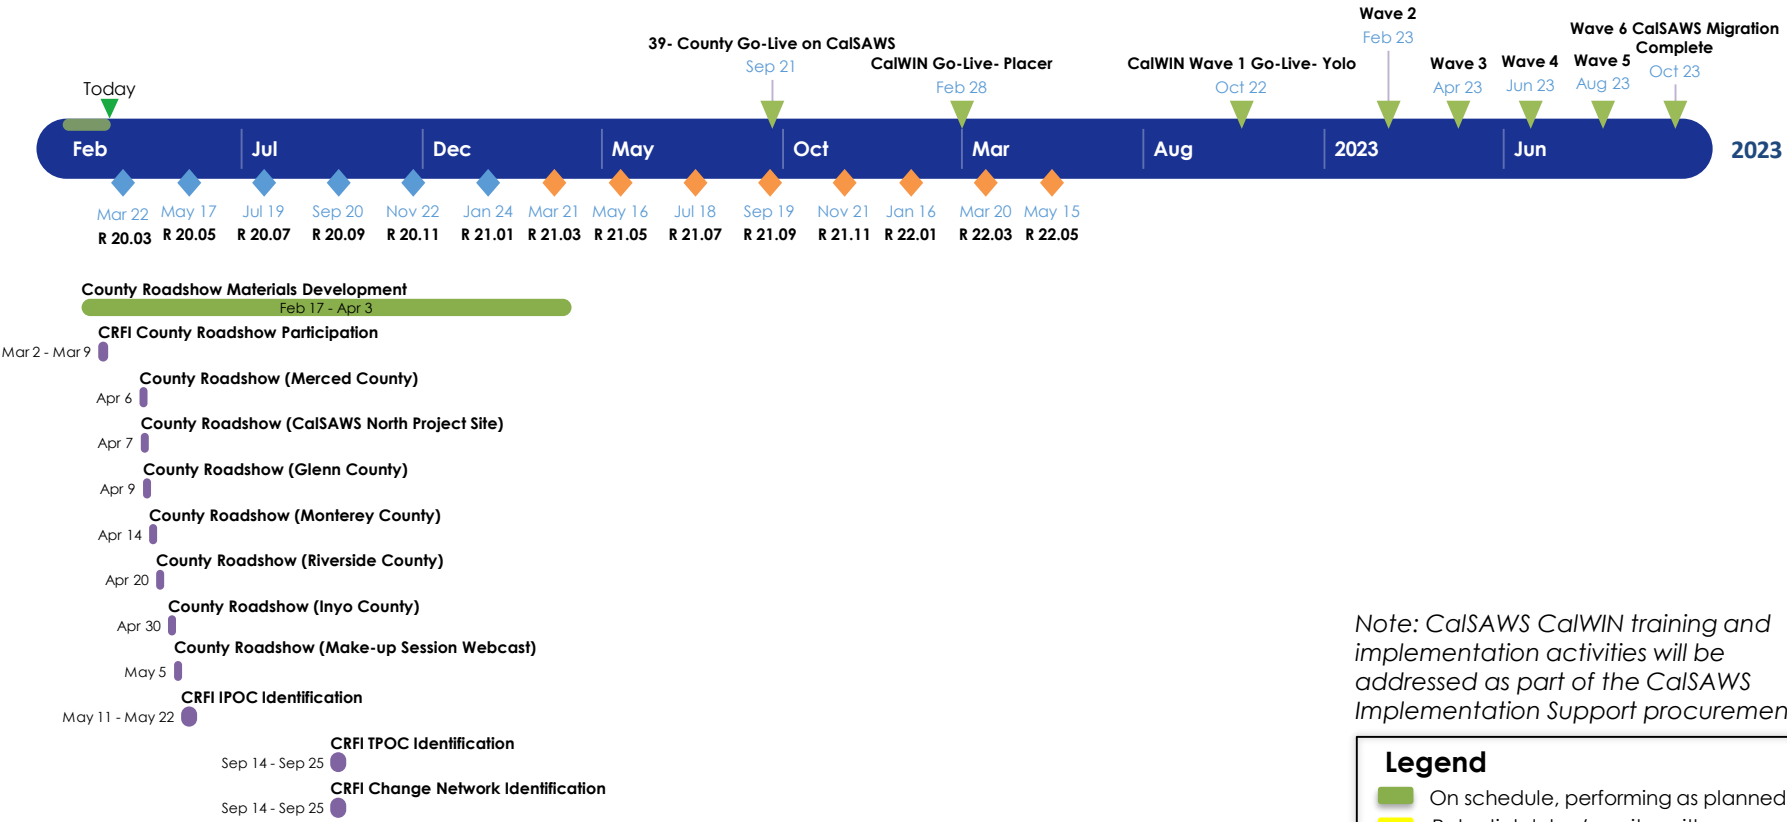 Wave 2
Feb 23
Wave 6 CalSAWS Migration
Complete
Oct 23
39- County Go-Live on CalSAWS
Sep 21
CalWIN Go-Live- Placer
Feb 28
CalWIN Wave 1 Go-Live- Yolo
Oct 22
Wave 3
Apr 23
Wave 4
Jun 23
Wave 5
Aug 23
Today
Feb Jul Dec May Oct Mar Aug 2023 Jun 2023
Mar 22 May 17 Jul 19 Sep 20 Nov 22 Jan 24 Mar 21 May 16 Jul 18 Sep 19 Nov 21 Jan 16 Mar 20 May 15
R 20.03 R 20.05 R 20.07 R 20.09 R 20.11 R 21.01 R 21.03 R 21.05 R 21.07 R 21.09 R 21.11 R 22.01 R 22.03 R 22.05
County Roadshow Materials Development
Feb 17 - Apr 3
CRFI County Roadshow Participation
Mar 2 - Mar 9
County Roadshow (Merced County)
Apr 6
County Roadshow (CalSAWS North Project Site)
Apr 7
County Roadshow (Glenn County)
Apr 9
County Roadshow (Monterey County)
Apr 14
County Roadshow (Riverside County)
Apr 20
County Roadshow (Inyo County)
Apr 30
County Roadshow (Make-up Session Webcast)
May 5
CRFI IPOC Identification
May 11 - May 22
CRFI TPOC Identification
Sep 14 - Sep 25
CRFI Change Network Identification
Sep 14 - Sep 25
Note: CalSAWS CalWIN training and
implementation activities will be
addressed as part of the CalSAWS
Implementation Support procuremen
Legend
On schedule, performing as planned